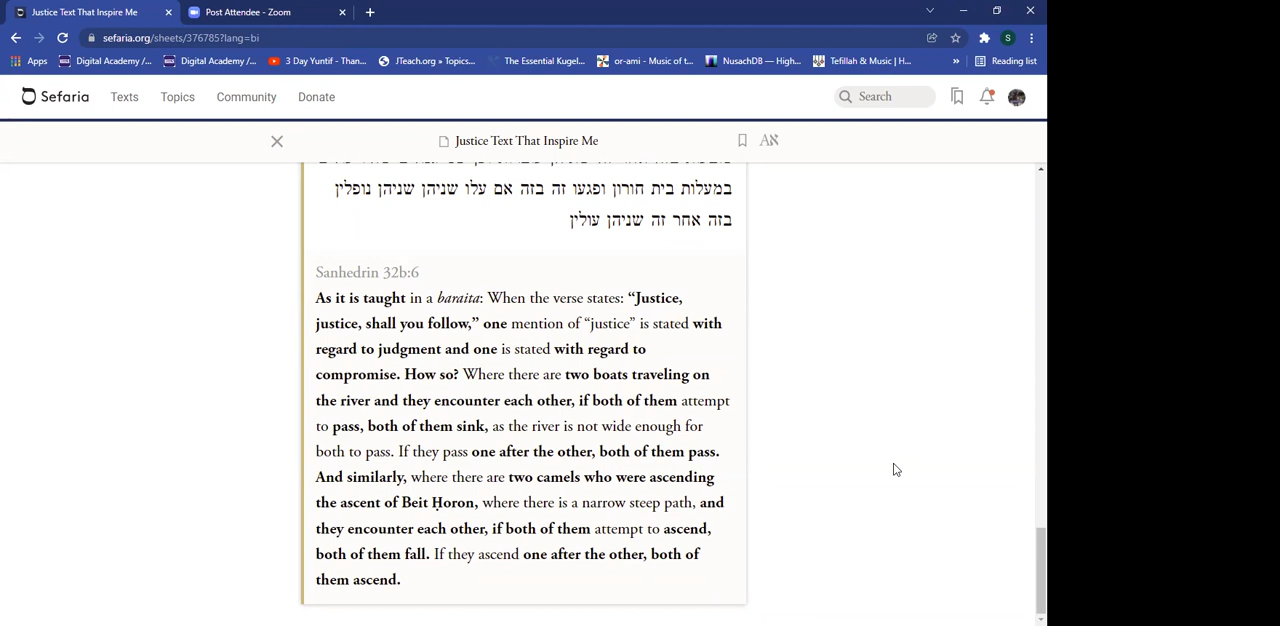 Justice Text That Inspire Me
Post Attendee - Zoom
sefaria.org/sheets/376785?lang=bi
Apps
Digital Academy /...
Digital Academy /...
3 Day Yuntif - Than...
JTeach.org » Topics...
The Essential Kugel...
or-ami - Music of t...
NusachDB — High...
Tefillah & Music | H...
»
Reading list
S
Sefaria
Texts
Topics
Community
Donate
Search
Justice Text That Inspire Me
Aא
במעלות בית חורון ופגעו זה בזה אם עלו שניהן שניהן נופלין
בזה אחר זה שניהן עולין
Sanhedrin 32b:6
As it is taught in a baraita: When the verse states: “Justice,
justice, shall you follow,” one mention of “justice” is stated with
regard to judgment and one is stated with regard to
compromise. How so? Where there are two boats traveling on
the river and they encounter each other, if both of them attempt
to pass, both of them sink, as the river is not wide enough for
both to pass. If they pass one after the other, both of them pass.
And similarly, where there are two camels who were ascending
the ascent of Beit Ḥoron, where there is a narrow steep path, and
they encounter each other, if both of them attempt to ascend,
both of them fall. If they ascend one after the other, both of
them ascend.